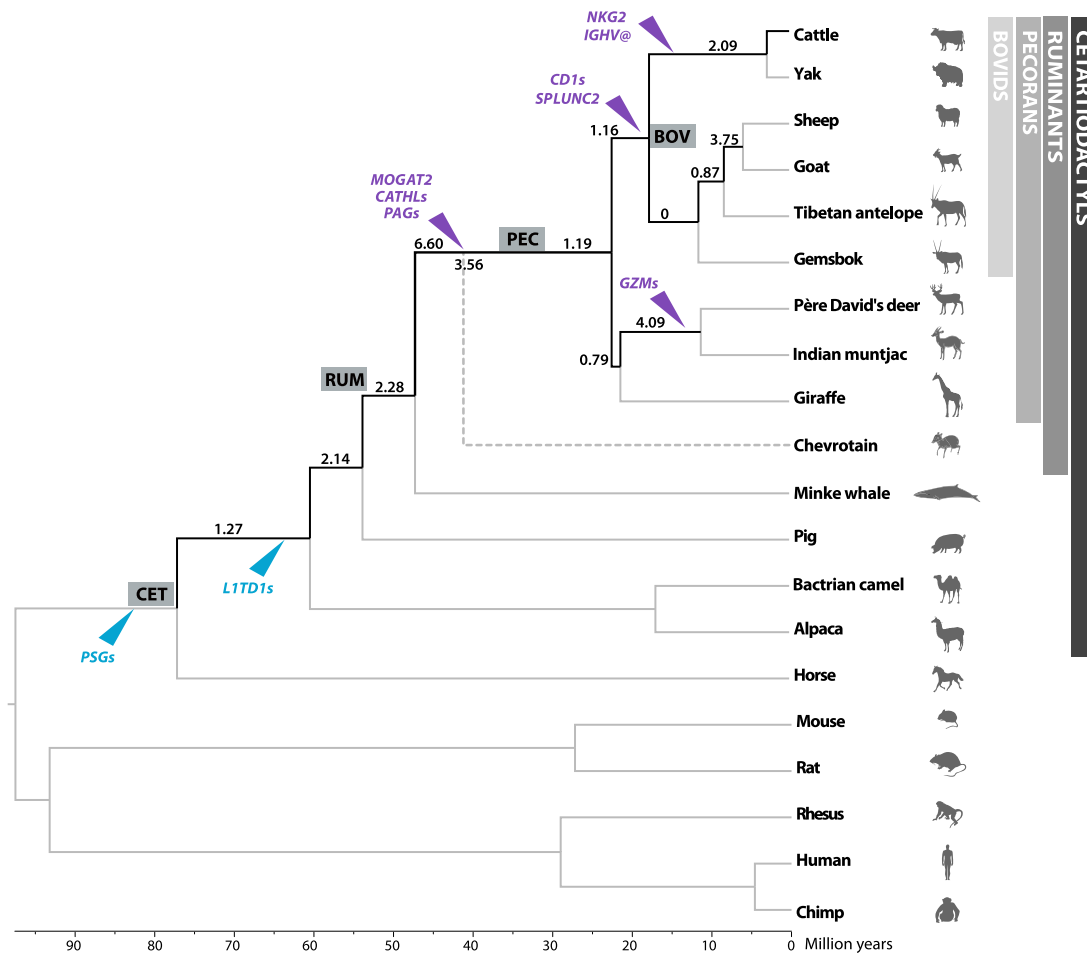 NKG2
IGHV@
2.09
Cattle
Yak
CD1s
SPLUNC2
1.16
BOV
3.75
Sheep
0.87
Goat
MOGAT2
CATHLs
PAGs
0
Tibetan antelope
6.60
3.56
PEC
1.19
Gemsbok
GZMs
4.09
Père David's deer
0.79
Indian muntjac
RUM
2.28
Giraffe
Chevrotain
2.14
Minke whale
1.27
Pig
L1TD1s
CET
Bactrian camel
Alpaca
PSGs
Horse
Mouse
Rat
Rhesus
Human
Chimp
BOVIDS
PECORANS
RUMINANTS
CETARTIODACTYLES
90
80
70
60
50
40
30
20
10
0
Million years